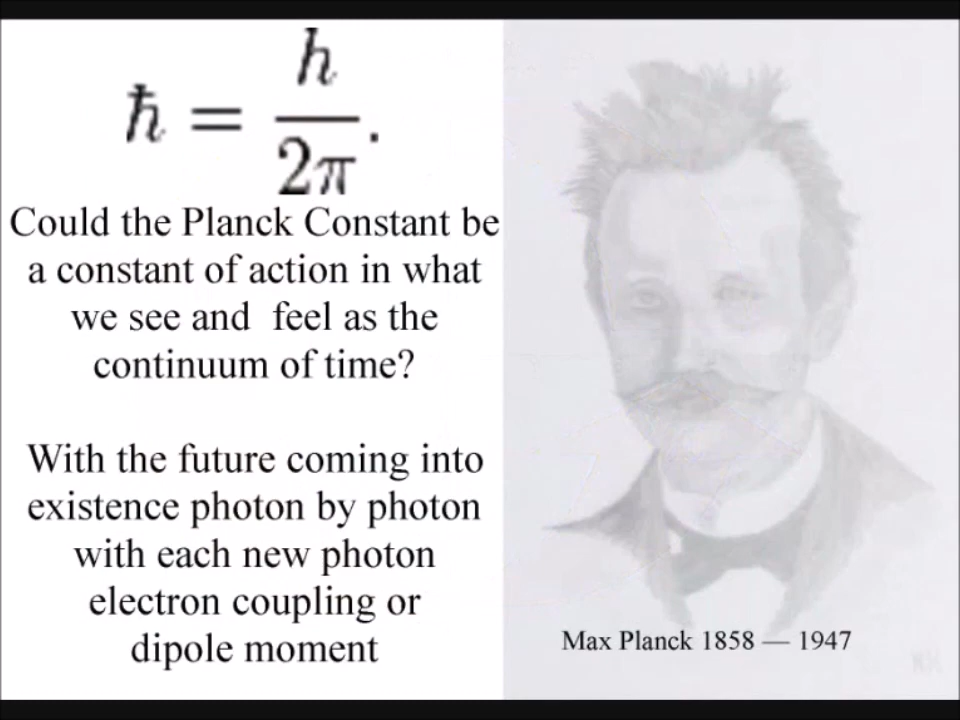 ħ = h/2π.
Could the Planck Constant be
a constant of action in what
we see and feel as the
continuum of time?
With the future coming into
existence photon by photon
with each new photon
electron coupling or
dipole moment
Max Planck 1858 — 1947